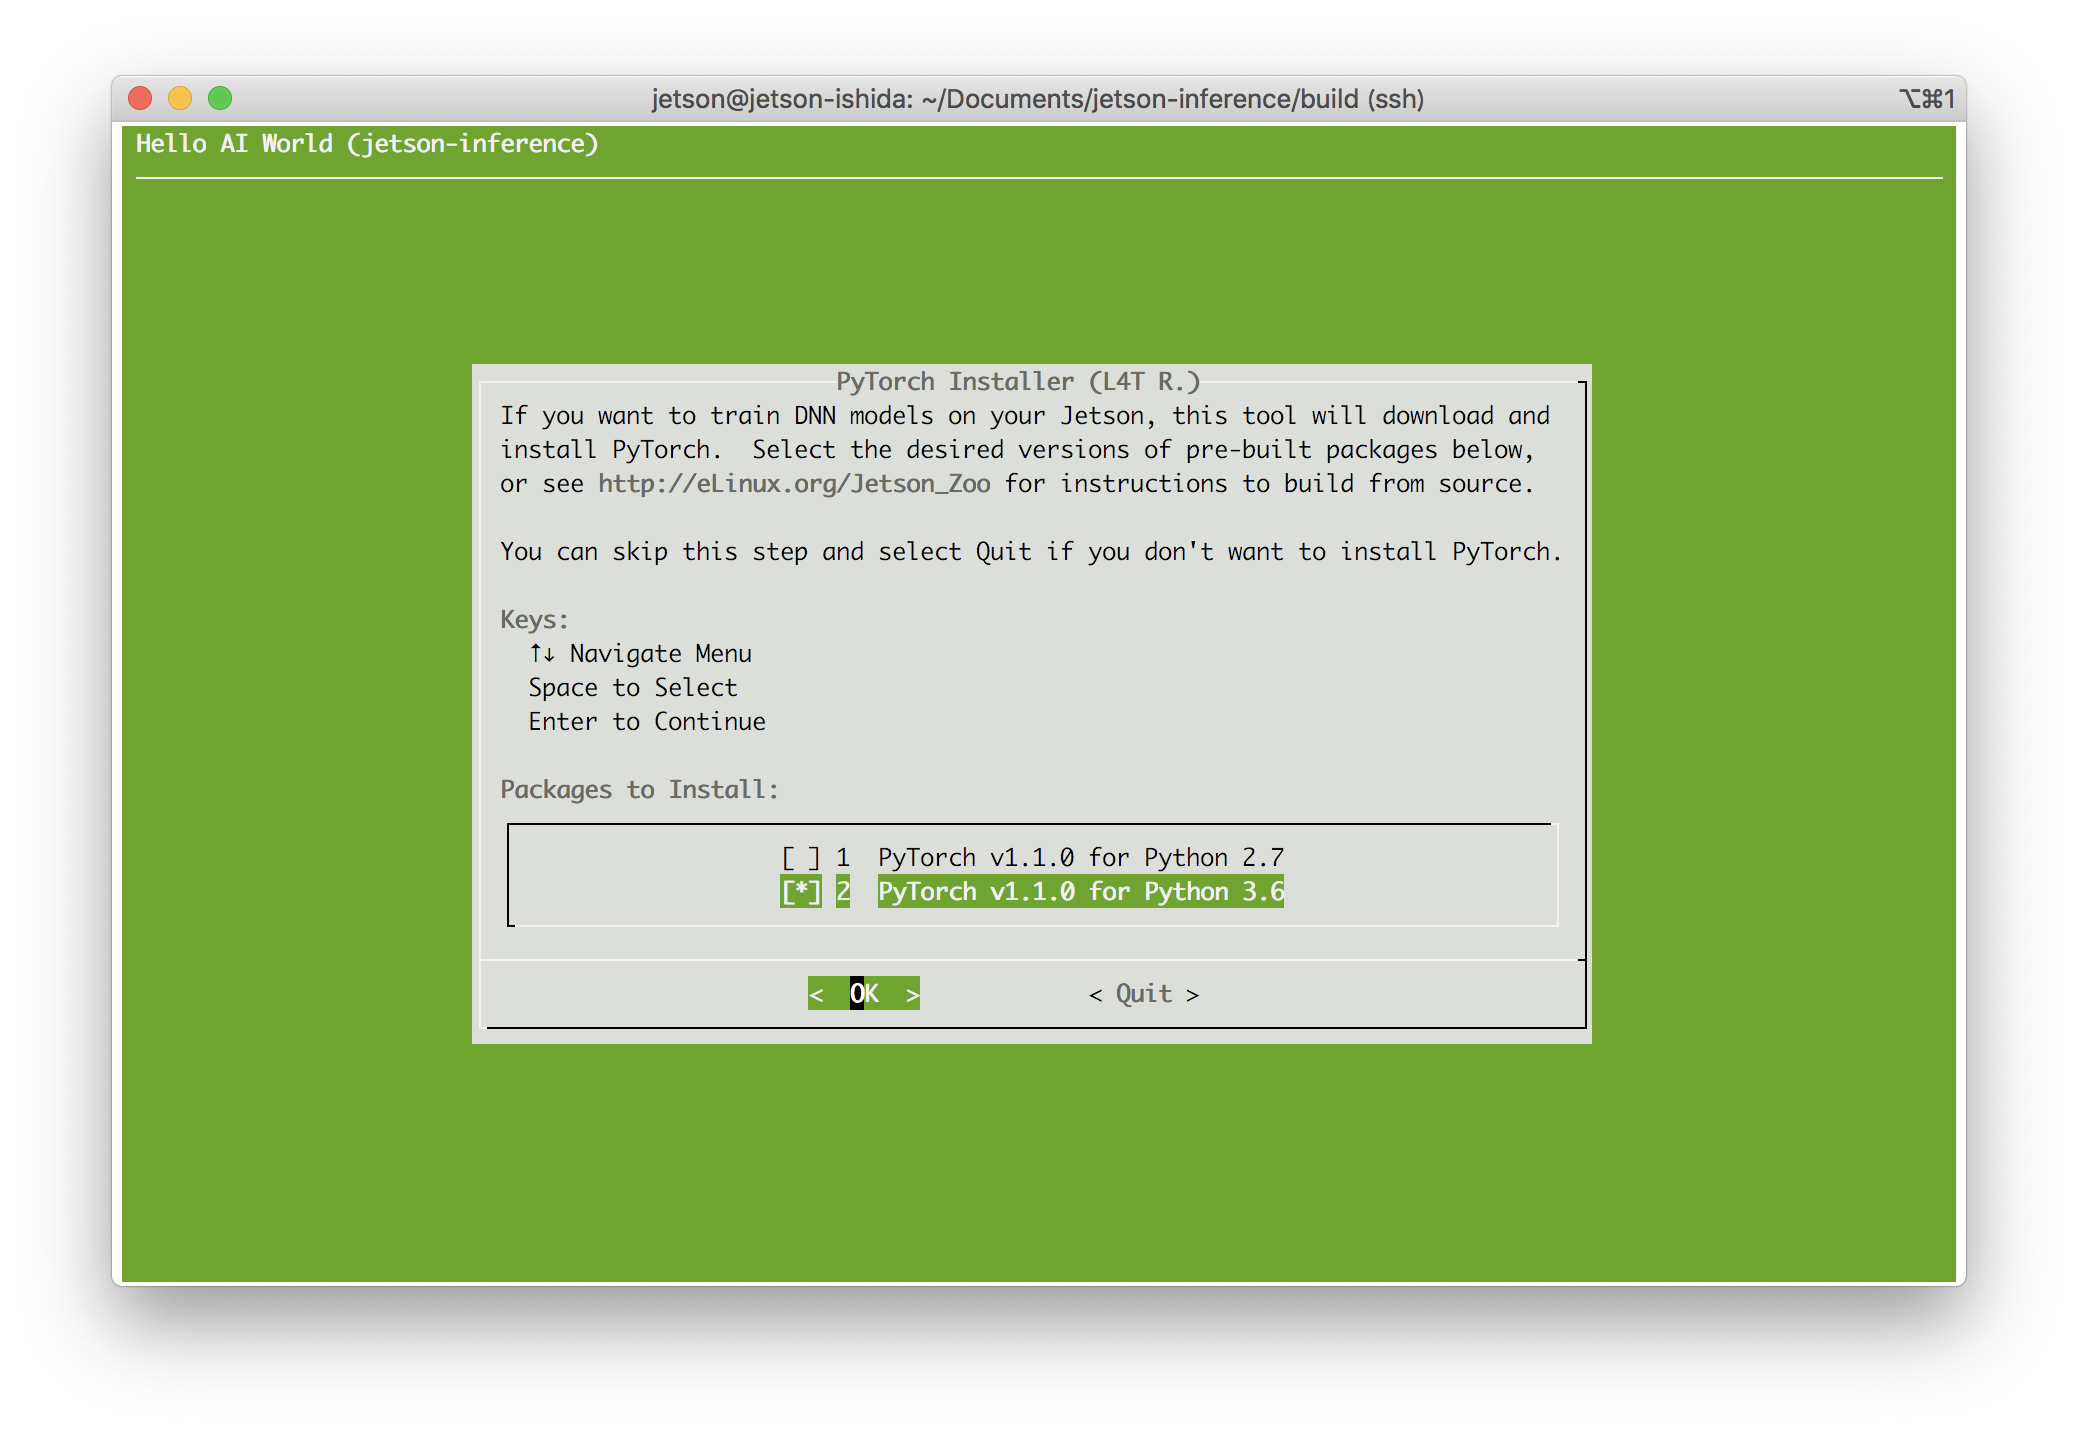 jetson@jetson-ishida: ~/Documents/jetson-inference/build (ssh)
⌥⌘1
Hello AI World (jetson-inference)
PyTorch Installer (L4T R.)
If you want to train DNN models on your Jetson, this tool will download and
install PyTorch.  Select the desired versions of pre-built packages below,
or see http://eLinux.org/Jetson_Zoo for instructions to build from source.
You can skip this step and select Quit if you don't want to install PyTorch.
Keys:
↑↓ Navigate Menu
Space to Select
Enter to Continue
Packages to Install:
[ ] 1  PyTorch v1.1.0 for Python 2.7
[*] 2  PyTorch v1.1.0 for Python 3.6
<  OK  > < Quit >